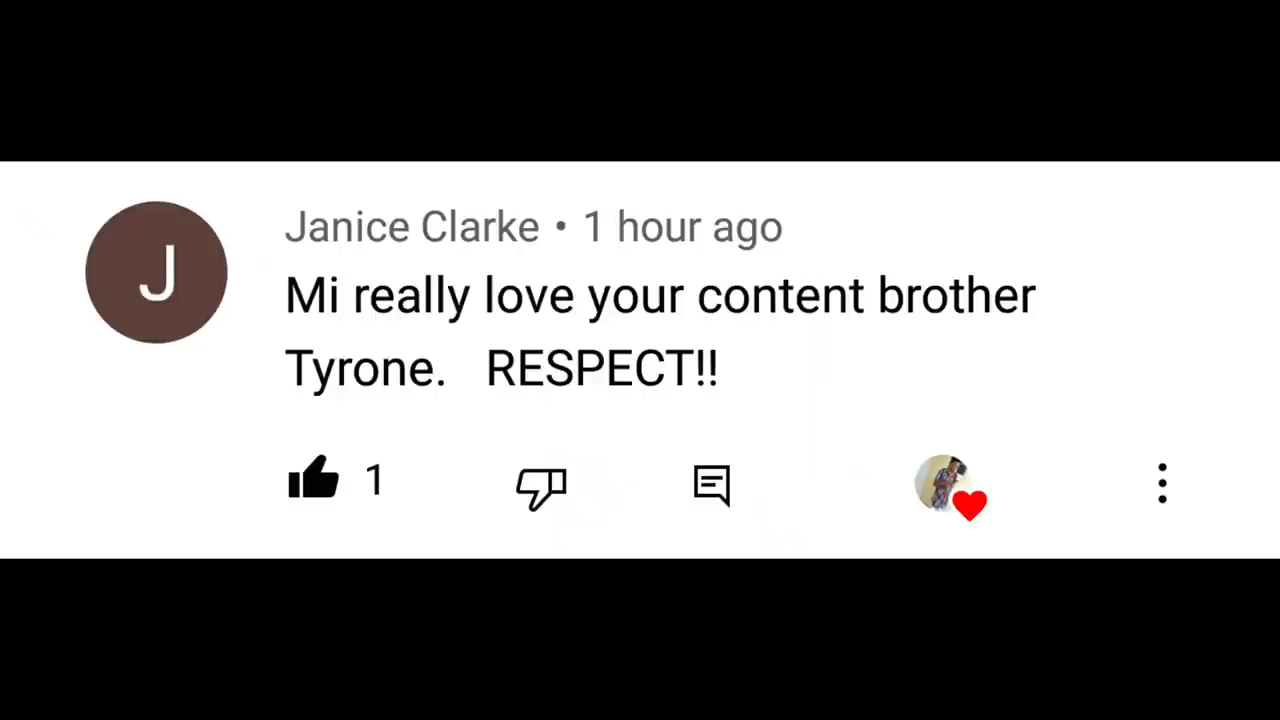 J
Janice Clarke • 1 hour ago
Mi really love your content brother
Tyrone. RESPECT!!
1